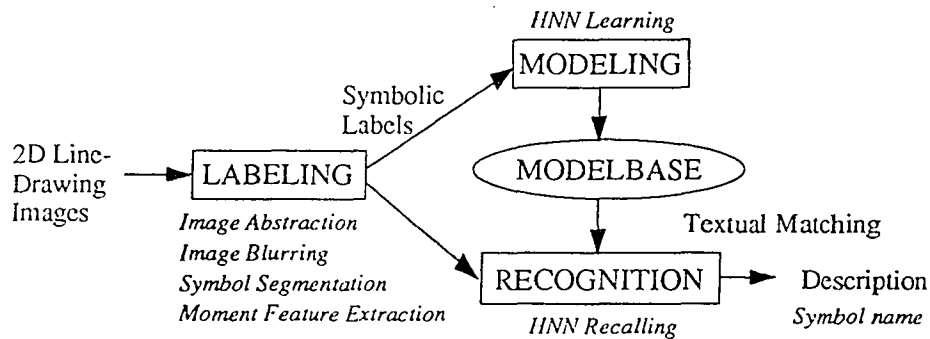 HNN Learning
MODELING
Symbolic
Labels
2D Line-
Drawing
Images
LABELING
MODELBASE
Image Abstraction
Image Blurring
Symbol Segmentation
Moment Feature Extraction
Textual Matching
RECOGNITION
Description
HNN Recalling
Symbol name